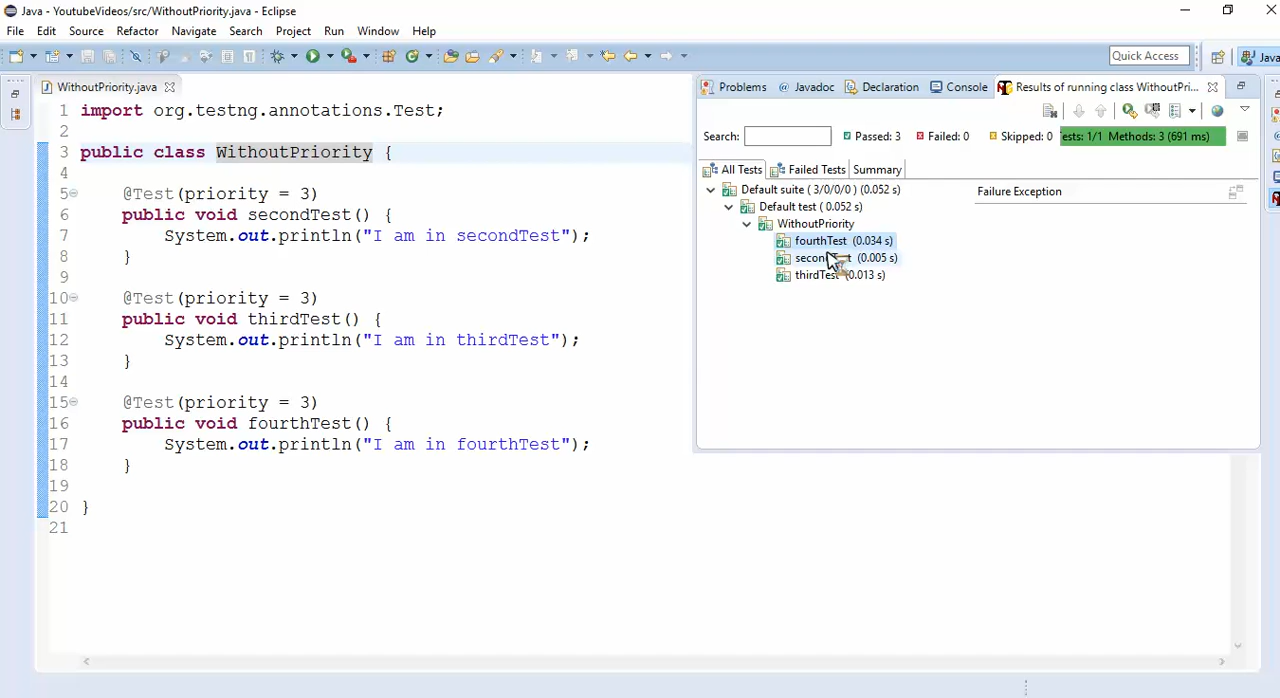 Java - YoutubeVideos/src/WithoutPriority.java - Eclipse
File Edit Source Refactor Navigate Search Project Run Window Help
Quick Access
Java
WithoutPriority.java
1 import org.testng.annotations.Test;
2
3 public class WithoutPriority {
4
5 @Test(priority = 3)
6 public void secondTest() {
7 System.out.println("I am in secondTest");
8 }
9
10 @Test(priority = 3)
11 public void thirdTest() {
12 System.out.println("I am in thirdTest");
13 }
14
15 @Test(priority = 3)
16 public void fourthTest() {
17 System.out.println("I am in fourthTest");
18 }
19
20 }
21
Problems @ Javadoc Declaration Console Results of running class WithoutPri...
Search: Passed: 3 Failed: 0 Skipped: 0 ests: 1/1 Methods: 3 (691 ms)
All Tests Failed Tests Summary
Default suite ( 3/0/0/0 ) (0.052 s)
Default test ( 0.052 s)
WithoutPriority
fourthTest (0.034 s)
(0.005 s)
(0.013 s)
Failure Exception